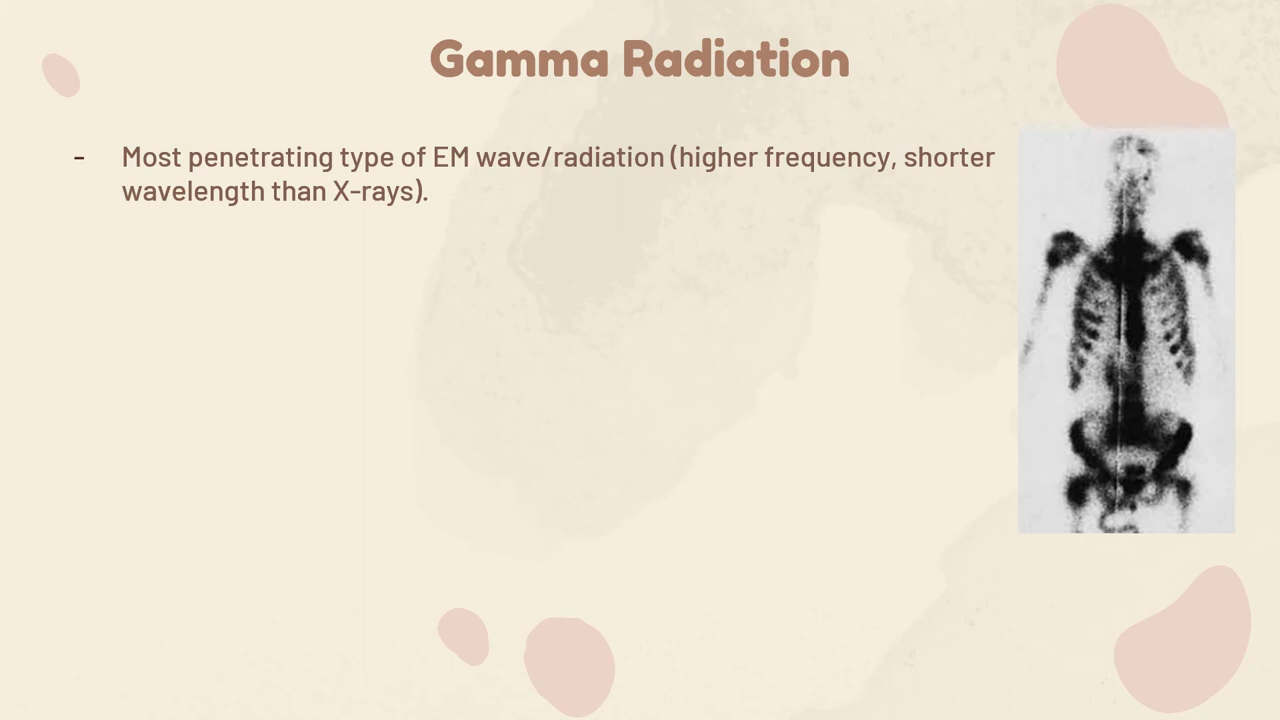 Gamma Radiation
- Most penetrating type of EM wave/radiation (higher frequency, shorter
wavelength than X-rays).